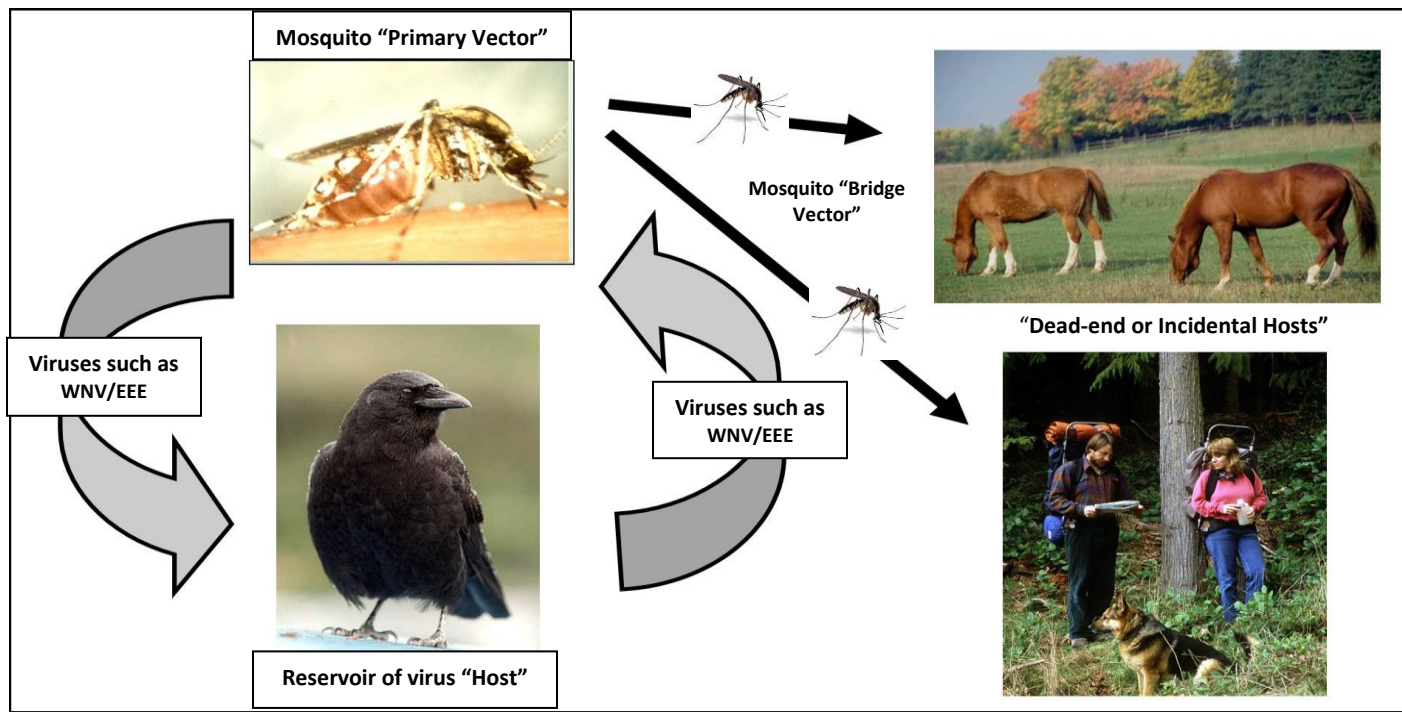 Mosquito “Primary Vector”
Mosquito “Bridge
Vector”
“Dead-end or Incidental Hosts”
Viruses such as
WNV/EEE
Viruses such as
WNV/EEE
Reservoir of virus “Host”